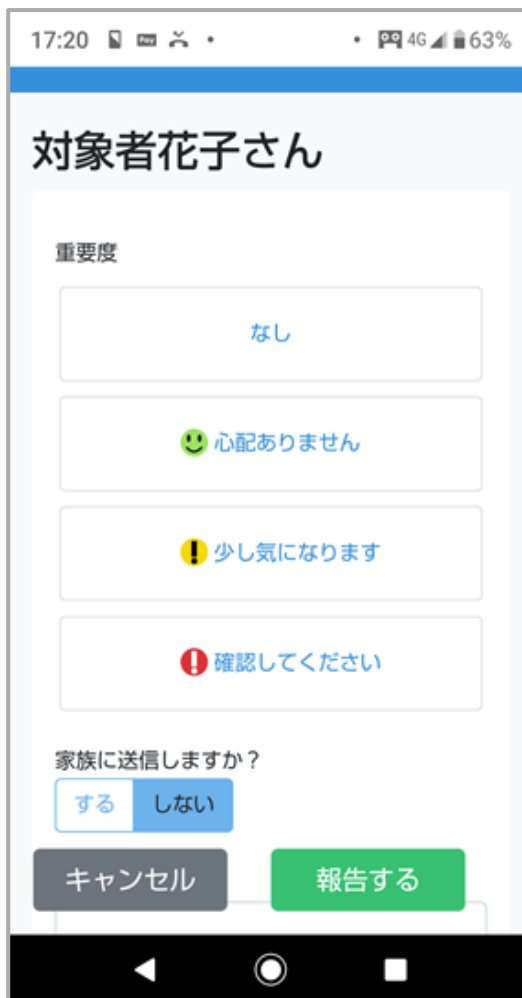 17:20 Pay 4G 63%
対象者花子さん
重要度
なし
心配ありません
少し気になります
確認してください
家族に送信しますか？
する しない
キャンセル 報告する